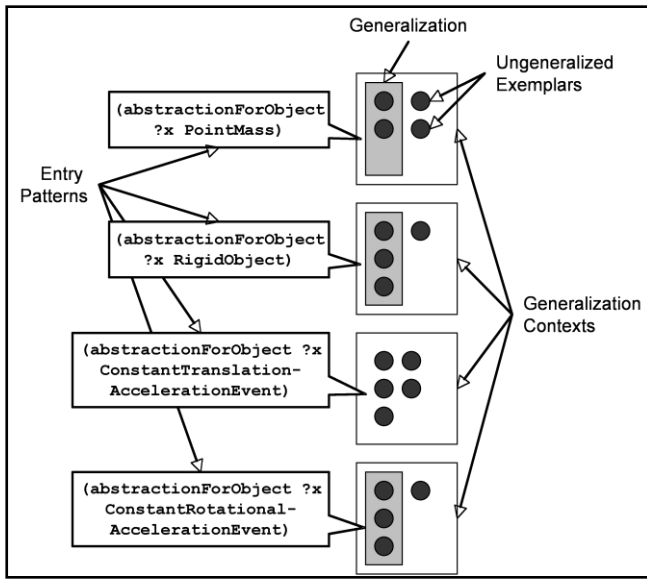 Generalization
Ungeneralized
Exemplars
(abstractionForObject
?x PointMass)
Entry
Patterns
(abstractionForObject
?x RigidObject)
Generalization
Contexts
(abstractionForObject ?x
ConstantTranslation-
AccelerationEvent)
(abstractionForObject ?x
ConstantRotational-
AccelerationEvent)